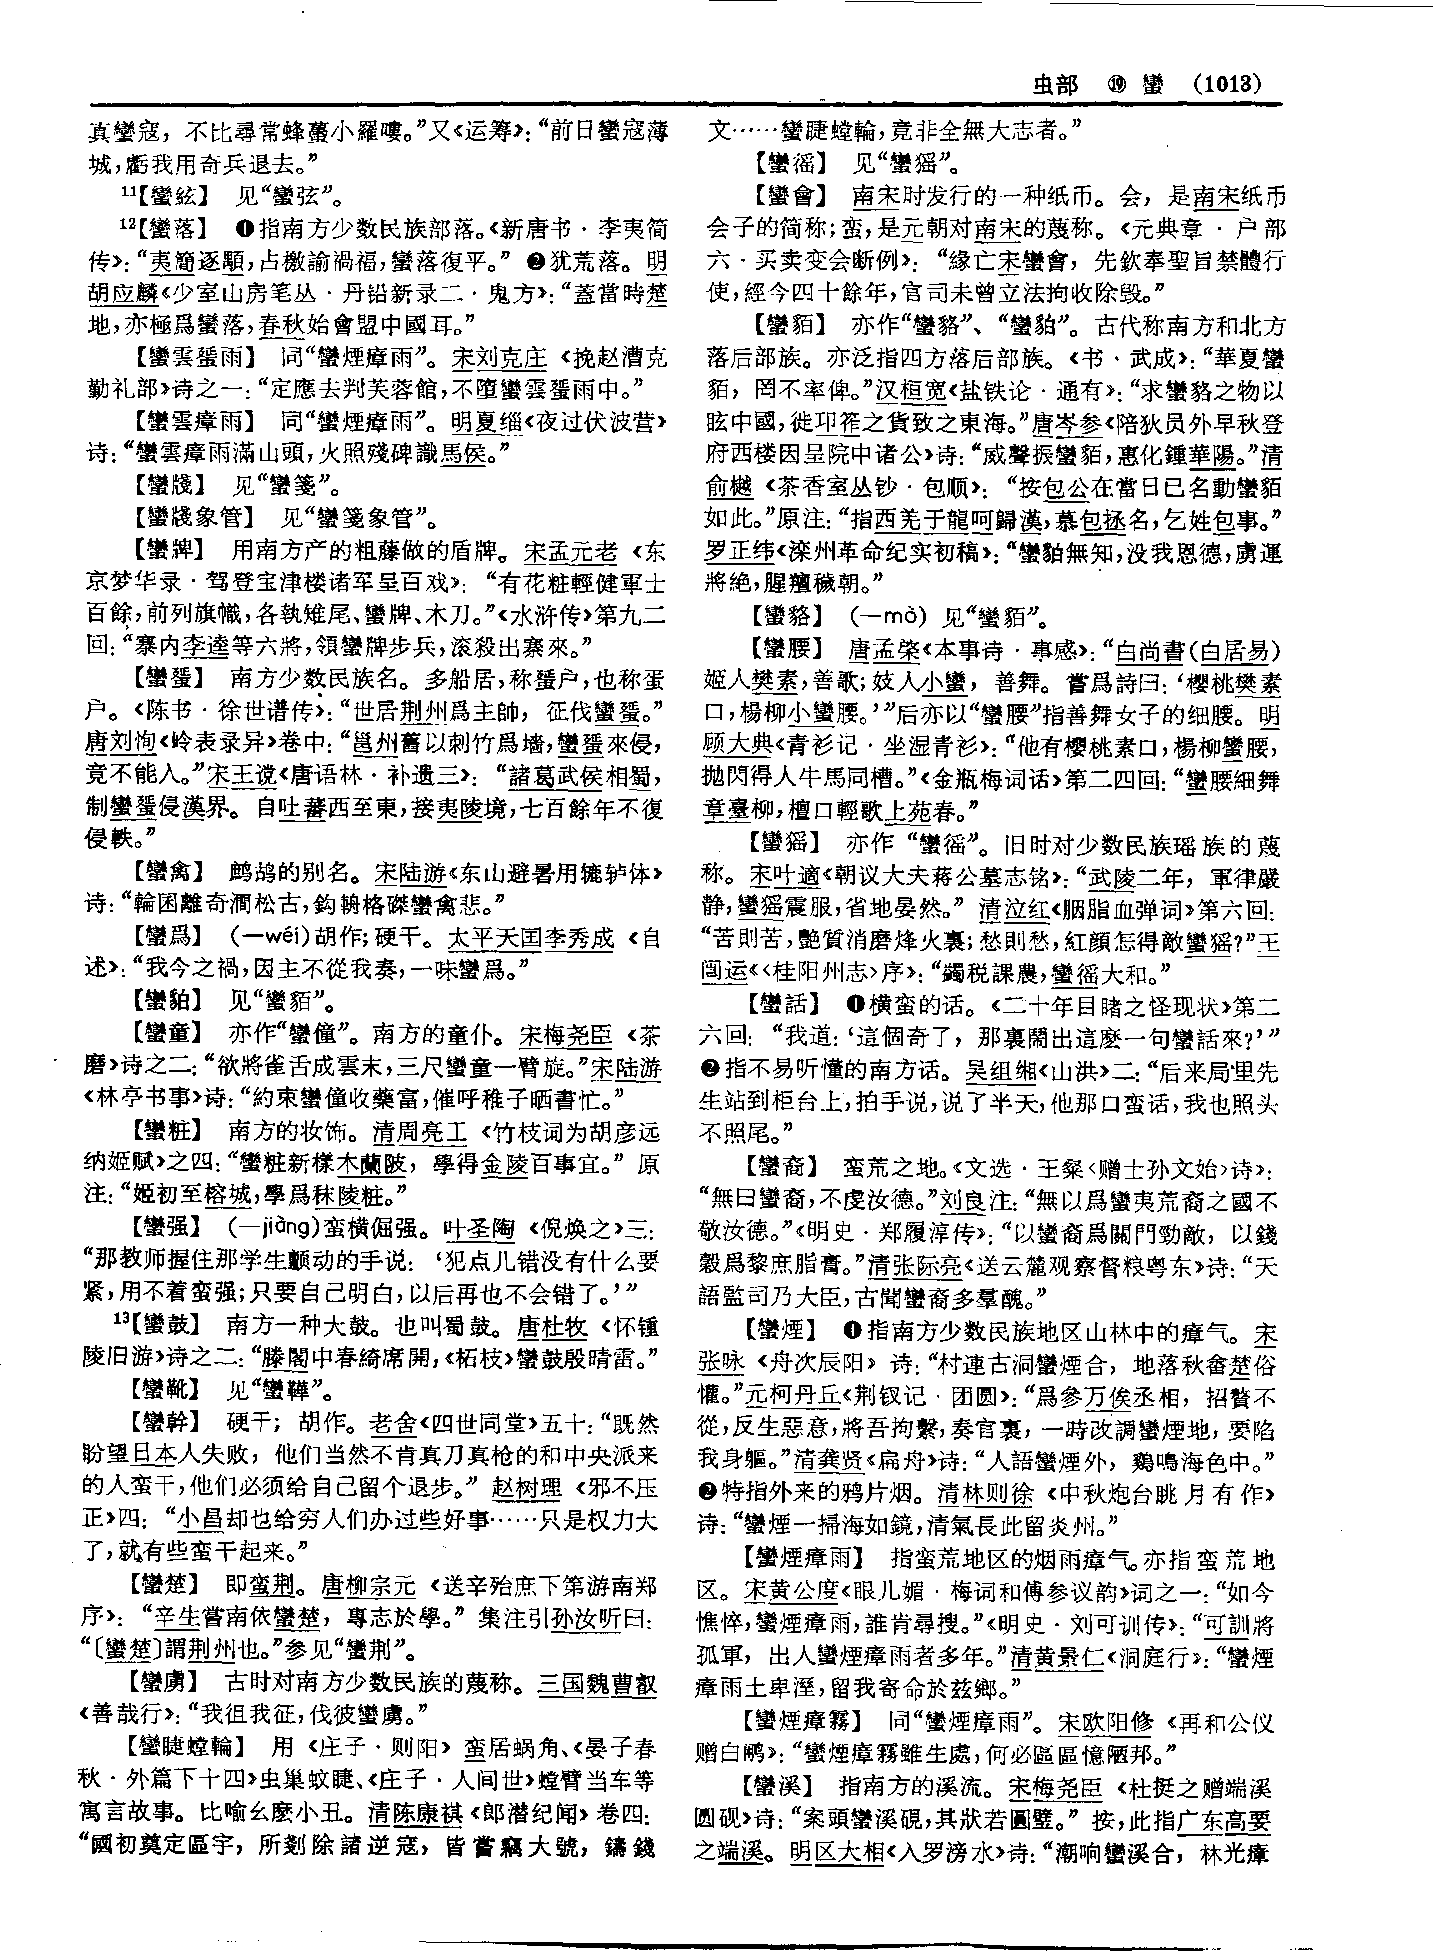 虫部　⑲　蠻　（1013）
真蠻寇，不比尋常蜂蠆小羅嘍。”又《运筹》：“前日蠻寇薄
城，虧我用奇兵退去。”
11【蠻絃】　见“蠻弦”。
12【蠻落】　❶指南方少数民族部落。《新唐书·李夷简
传》：“夷簡逐顒，占檄諭禍福，蠻落復平。”❷犹荒落。明
胡应麟《少室山房笔丛·丹铅新录二·鬼方》：“蓋當時楚
地，亦極爲蠻落，春秋始會盟中國耳。”
【蠻雲蜑雨】　同“蠻煙瘴雨”。宋刘克庄《挽赵漕克
勤礼部》诗之一：“定應去判芙蓉館，不墮蠻雲蜑雨中。”
【蠻雲瘴雨】　同“蠻煙瘴雨”。明夏缁《夜过伏波营》
诗：“蠻雲瘴雨滿山頭，火照殘碑識馬侯。”
【蠻牋】　见“蠻箋”。
【蠻牋象管】　见“蠻箋象管”。
【蠻牌】　用南方产的粗藤做的盾牌。宋孟元老《东
京梦华录·驾登宝津楼诸军呈百戏》：“有花粧輕健軍士
百餘，前列旗幟，各執雉尾、蠻牌、木刀。”《水浒传》第九二
回：“寨内李逵等六將，領蠻牌步兵，滚殺出寨來。”
【蠻蜑】　南方少数民族名。多船居，称蜑户，也称蛋
户。《陈书·徐世谱传》：“世居荆州爲主帥，征伐蠻蜑。”
唐刘恂《岭表录异》卷中：“邕州舊以刺竹爲墙，蠻蜑來侵，
竟不能入。”宋王谠《唐语林·补遗三》：“諸葛武侯相蜀，
制蠻蜑侵漢界。自吐蕃西至東，接夷陵境，七百餘年不復
侵軼。”
【蠻禽】　鹧鸪的别名。宋陆游《东山避暑用辘轳体》
诗：“輪囷離奇澗松古，鈎輈格磔蠻禽悲。”
【蠻爲】　（—wéi）胡作；硬干。太平天囯李秀成《自
述》：“我今之禍，因主不從我奏，一味蠻爲。”
【蠻貃】　见“蠻貊”。
【蠻童】　亦作“蠻僮”。南方的童仆。宋梅尧臣《茶
磨》诗之二：“欲將雀舌成雲末，三尺蠻童一臂旋。”宋陆游
《林亭书事》诗：“約束蠻僮收藥富，催呼稚子晒書忙。”
【蠻粧】　南方的妆饰。清周亮工《竹枝词为胡彦远
纳姬赋》之四：“蠻粧新樣木蘭陂，學得金陵百事宜。”原
注：“姬初至榕城，學爲秣陵粧。”
【蠻强】　（—jiàng）蛮横倔强。叶圣陶《倪焕之》三：
“那教师握住那学生颤动的手说：‘犯点儿错没有什么要
紧，用不着蛮强；只要自己明白，以后再也不会错了。’”
13【蠻鼓】　南方一种大鼓。也叫蜀鼓。唐杜牧《怀锺
陵旧游》诗之二：“滕閣中春綺席開，《柘枝》蠻鼓殷晴雷。”
【蠻靴】　见“蠻鞾”。
【蠻幹】　硬干；胡作。老舍《四世同堂》五十：“既然
盼望日本人失败，他们当然不肯真刀真枪的和中央派来
的人蛮干，他们必须给自己留个退步。”赵树理《邪不压
正》四：“小昌却也给穷人们办过些好事……只是权力大
了，就有些蛮干起来。”
【蠻楚】　即蛮荆。唐柳宗元《送辛殆庶下第游南郑
序》：“辛生嘗南依蠻楚，專志於學。”集注引孙汝听曰：
“〔蠻楚〕謂荆州也。”参见“蠻荆”。
【蠻虜】　古时对南方少数民族的蔑称。三国魏曹叡
《善哉行》：“我徂我征，伐彼蠻虜。”
【蠻睫螳輪】　用《庄子·则阳》蛮居蜗角、《晏子春
秋·外篇下十四》虫巢蚊睫、《庄子·人间世》螳臂当车等
寓言故事。比喻幺麽小丑。清陈康祺《郎潜纪闻》卷四：
“國初奠定區宇，所剗除諸逆寇，皆嘗竊大號，鑄錢
文……蠻睫螳輪，竟非全無大志者。”
【蠻徭】　见“蠻猺”。
【蠻會】　南宋时发行的一种纸币。会，是南宋纸币
会子的简称；蛮，是元朝对南宋的蔑称。《元典章·户部
六·买卖变会断例》：“緣亡宋蠻會，先欽奉聖旨禁體行
使，經今四十餘年，官司未曾立法拘收除毁。”
【蠻貊】　亦作“蠻貉”、“蠻貃”。古代称南方和北方
落后部族。亦泛指四方落后部族。《书·武成》：“華夏蠻
貊，罔不率俾。”汉桓宽《盐铁论·通有》：“求蠻貉之物以
眩中國，徙邛筰之貨致之東海。”唐岑参《陪狄员外早秋登
府西楼因呈院中诸公》诗：“威聲振蠻貊，惠化鍾華陽。”清
俞樾《茶香室丛钞·包顺》：“按包公在當日已名動蠻貊
如此。”原注：“指西羌于龍呵歸漢，慕包拯名，乞姓包事。”
罗正纬《滦州革命纪实初稿》：“蠻貃無知，没我恩德，虜運
將絶，腥羶穢朝。”
【蠻貉】　（—mò）见“蠻貊”。
【蠻腰】　唐孟棨《本事诗·事感》：“白尚書（白居易）
姬人樊素，善歌；妓人小蠻，善舞。嘗爲詩曰：‘櫻桃樊素
口，楊柳小蠻腰。’”后亦以“蠻腰”指善舞女子的细腰。明
顾大典《青衫记·坐湿青衫》：“他有櫻桃素口，楊柳蠻腰，
抛閃得人牛馬同槽。”《金瓶梅词话》第二四回：“蠻腰細舞
章臺柳，檀口輕歌上苑春。”
【蠻猺】　亦作“蠻徭”。旧时对少数民族瑶族的蔑
称。宋叶適《朝议大夫蒋公墓志铭》：“武陵二年，軍律嚴
静，蠻猺震服，省地晏然。”清泣红《胭脂血弹词》第六回：
“苦則苦，艷質消磨烽火裏；愁則愁，紅顔怎得敵蠻猺？”王
闿运《〈桂阳州志〉序》：“蠲税課農，蠻徭大和。”
【蠻話】　❶横蛮的话。《二十年目睹之怪现状》第二
六回：“我道：‘這個奇了，那裏鬧出這麽一句蠻話來？’”
❷指不易听懂的南方话。吴组缃《山洪》二：“后来局里先
生站到柜台上，拍手说，说了半天，他那口蛮话，我也照头
不照尾。”
【蠻裔】　蛮荒之地。《文选·王粲〈赠士孙文始〉诗》：
“無曰蠻裔，不虔汝德。”刘良注：“無以爲蠻夷荒裔之國不
敬汝德。”《明史·郑履淳传》：“以蠻裔爲關門勁敵，以錢
穀爲黎庶脂膏。”清张际亮《送云麓观察督粮粤东》诗：“天
語監司乃大臣，古聞蠻裔多羣醜。”
【蠻煙】　❶指南方少数民族地区山林中的瘴气。宋
张咏《舟次辰阳》诗：“村連古洞蠻煙合，地落秋畬楚俗
懽。”元柯丹丘《荆钗记·团圆》：“爲參万俟丞相，招贅不
從，反生惡意，將吾拘繫，奏官裏，一時改調蠻煙地，要陷
我身軀。”清龚贤《扁舟》诗：“人語蠻煙外，鷄鳴海色中。”
❷特指外来的鸦片烟。清林则徐《中秋炮台眺月有作》
诗：“蠻煙一掃海如鏡，清氣長此留炎州。”
【蠻煙瘴雨】　指蛮荒地区的烟雨瘴气。亦指蛮荒地
区。宋黄公度《眼儿媚·梅词和傅参议韵》词之一：“如今
憔悴，蠻煙瘴雨，誰肯尋搜。”《明史·刘可训传》：“可訓將
孤軍，出入蠻煙瘴雨者多年。”清黄景仁《洞庭行》：“蠻煙
瘴雨土卑溼，留我寄命於兹鄉。”
【蠻煙瘴霧】　同“蠻煙瘴雨”。宋欧阳修《再和公仪
赠白鹇》：“蠻煙瘴霧雖生處，何必區區憶陋邦。”
【蠻溪】　指南方的溪流。宋梅尧臣《杜挺之赠端溪
圆砚》诗：“案頭蠻溪硯，其狀若圓璧。”按，此指广东高要
之端溪。明区大相《入罗滂水》诗：“潮响蠻溪合，林光瘴